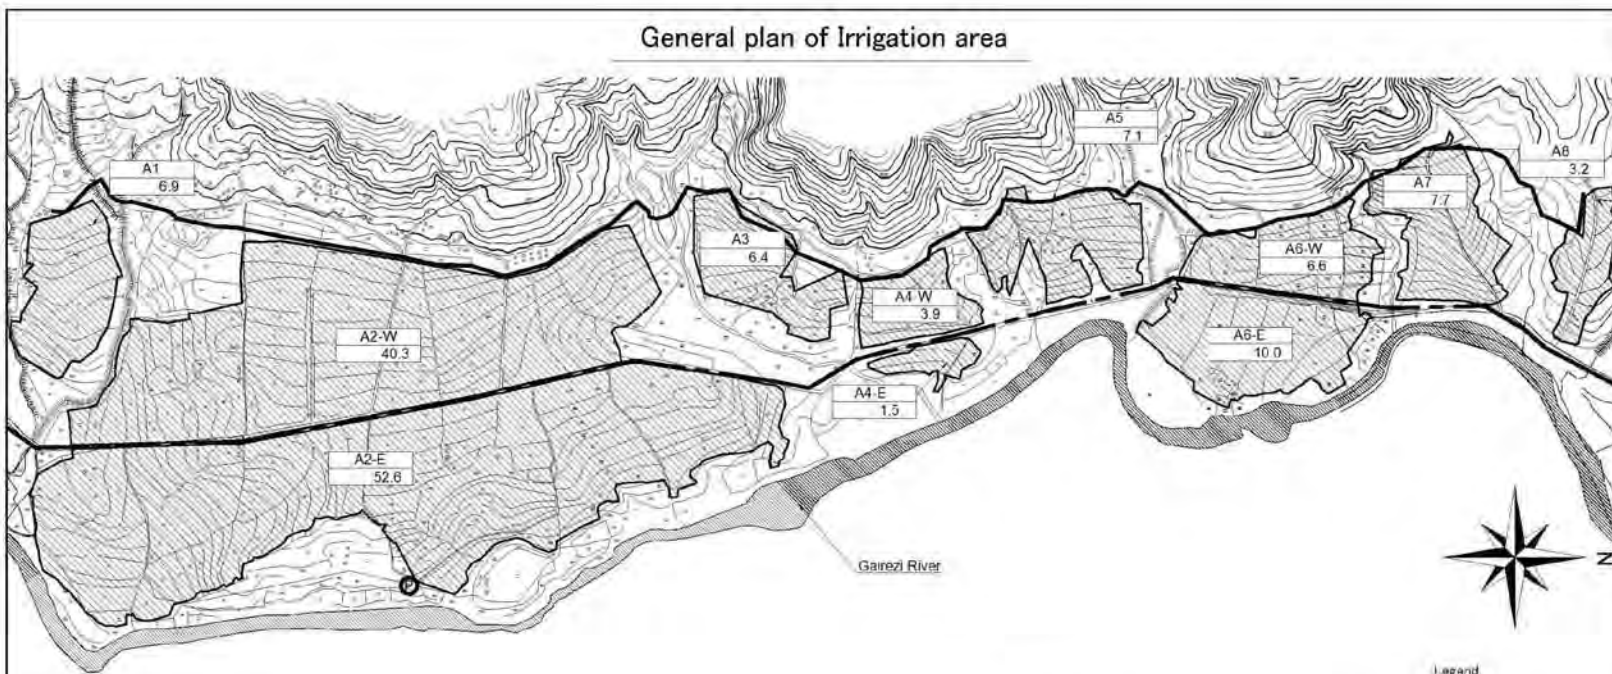 General plan of Irrigation area
A1
6.9
A2-W
40.3
A2-E
52.6
A3
6.4
A4-W
3.9
A4-E
1.5
A5
7.1
A6-W
6.6
A6-E
10.0
A7
7.7
A8
3.2
P
Gairezi River
N
Legend